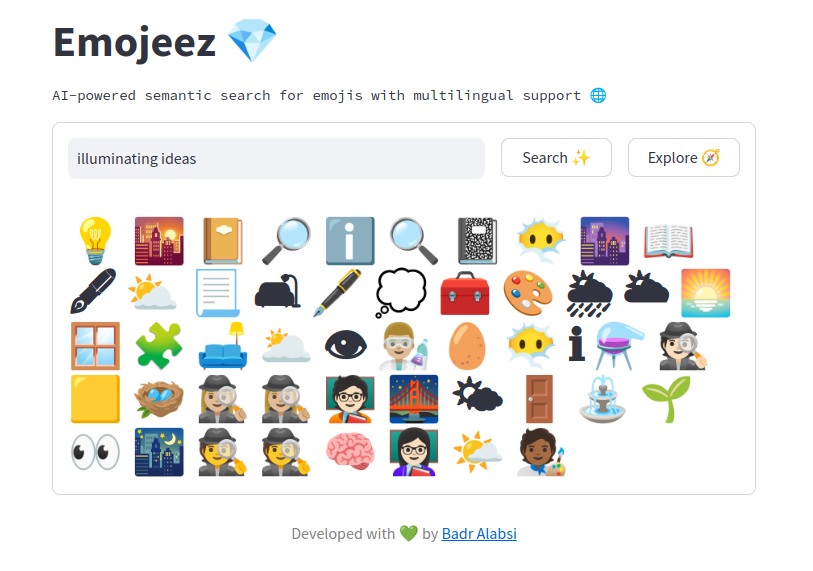 Emojeez 💎
AI-powered semantic search for emojis with multilingual support 🌐
illuminating ideas
Search ✨
Explore 🧭
Developed with 💚 by Badr Alabsi